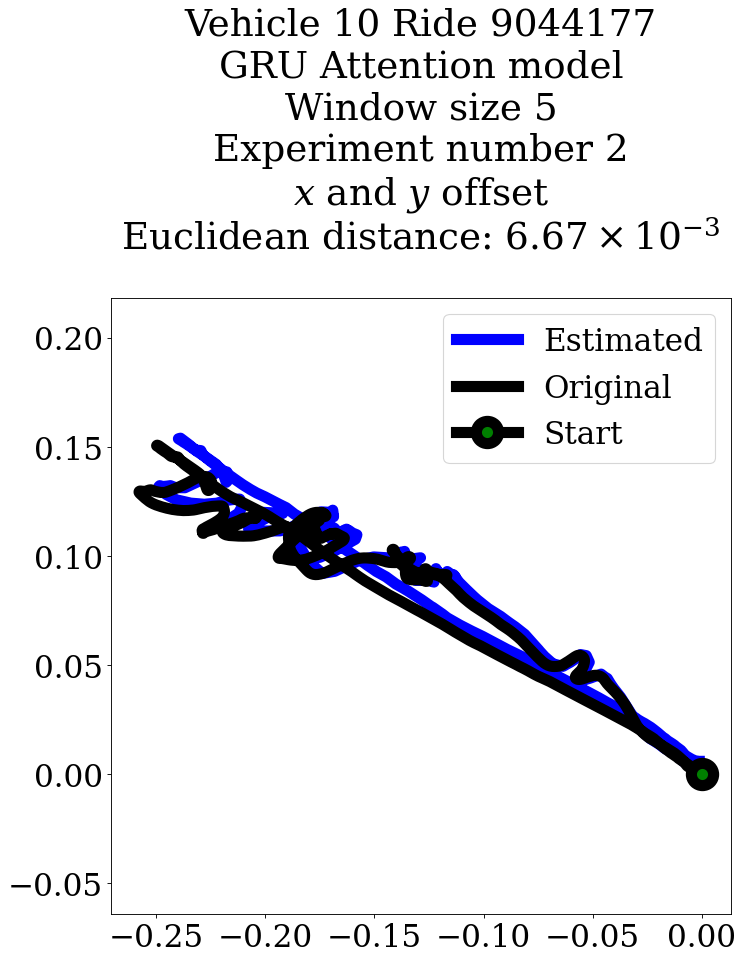 Vehicle 10 Ride 9044177
GRU Attention model
Window size 5
Experiment number 2
x and y offset
Euclidean distance: 6.67 × 10⁻³
Estimated
Original
Start
0.20
0.15
0.10
0.05
0.00
−0.05
−0.25 −0.20 −0.15 −0.10 −0.05 0.00